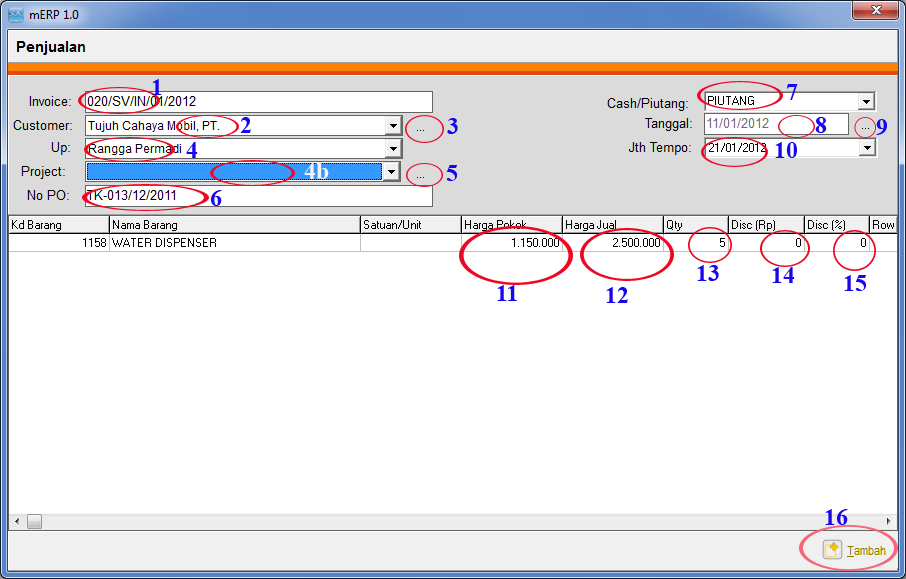 mERP 1.0
Penjualan
Invoice: 020/SV/IN/01/2012 1
Customer: Tujuh Cahaya Mobil, PT. 2 ... 3
Up: Rangga Permadi 4
Project: 4b ... 5
No PO: TK-013/12/2011 6
Cash/Piutang: PIUTANG 7
Tanggal: 11/01/2012 8 ... 9
Jth Tempo: 21/01/2012 10
Kd Barang Nama Barang Satuan/Unit Harga Pokok Harga Jual Qty Disc (Rp) Disc (%) Row
1158 WATER DISPENSER 1.150.000 2.500.000 5 0 0
11 12 13 14 15
16
Tambah